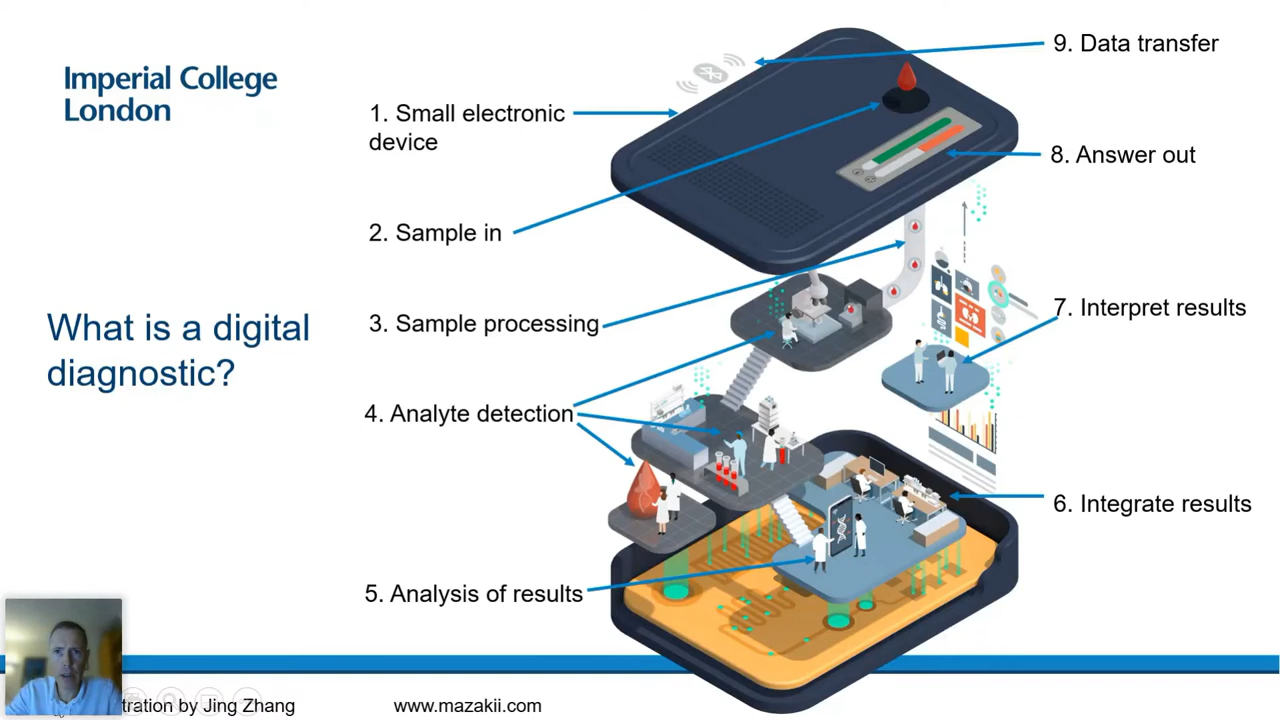 Imperial College
London
What is a digital
diagnostic?
1. Small electronic
device
2. Sample in
3. Sample processing
4. Analyte detection
5. Analysis of results
6. Integrate results
7. Interpret results
8. Answer out
9. Data transfer
tration by Jing Zhang
www.mazakii.com